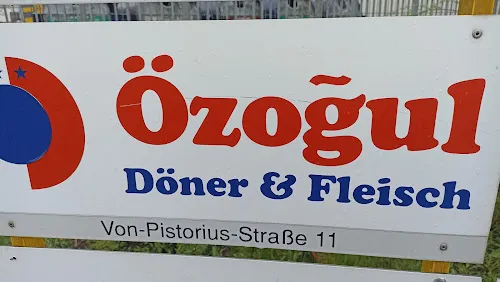 Özoğul
Döner & Fleisch
Von-Pistorius-Straße 11